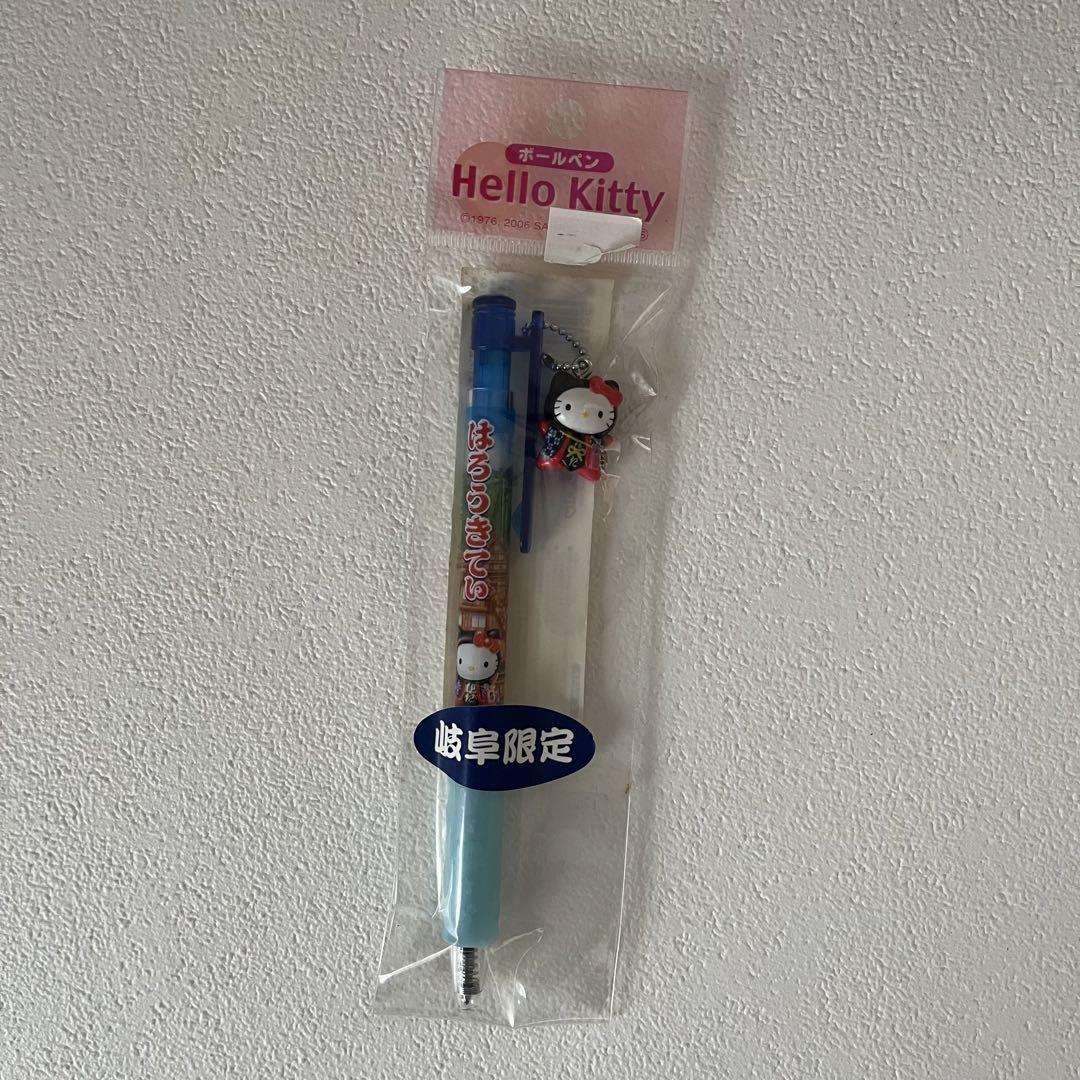 ボールペン
Hello Kitty
©1976, 2006 SA
はろうきてぃ
岐阜限定